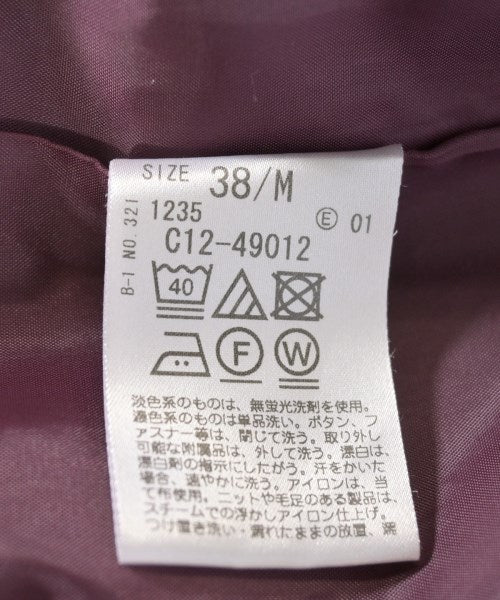 SIZE 38/M
B-1 NO.321
1235 Ⓔ 01
C12-49012
40
F W
淡色系のものは、無蛍光洗剤を使用。
濃色系のものは単品洗い。ボタン、フ
ァスナー等は、閉じて洗う。取り外し
可能な附属品は、外して洗う。漂白は、
漂白剤の指示にしたがう。汗をかいた
場合、速やかに洗う。アイロンは、当
て布使用。ニットや毛足のある製品は、
スチームでの浮かしアイロン仕上げ。
つけ置き洗い・濡れたままの放置、